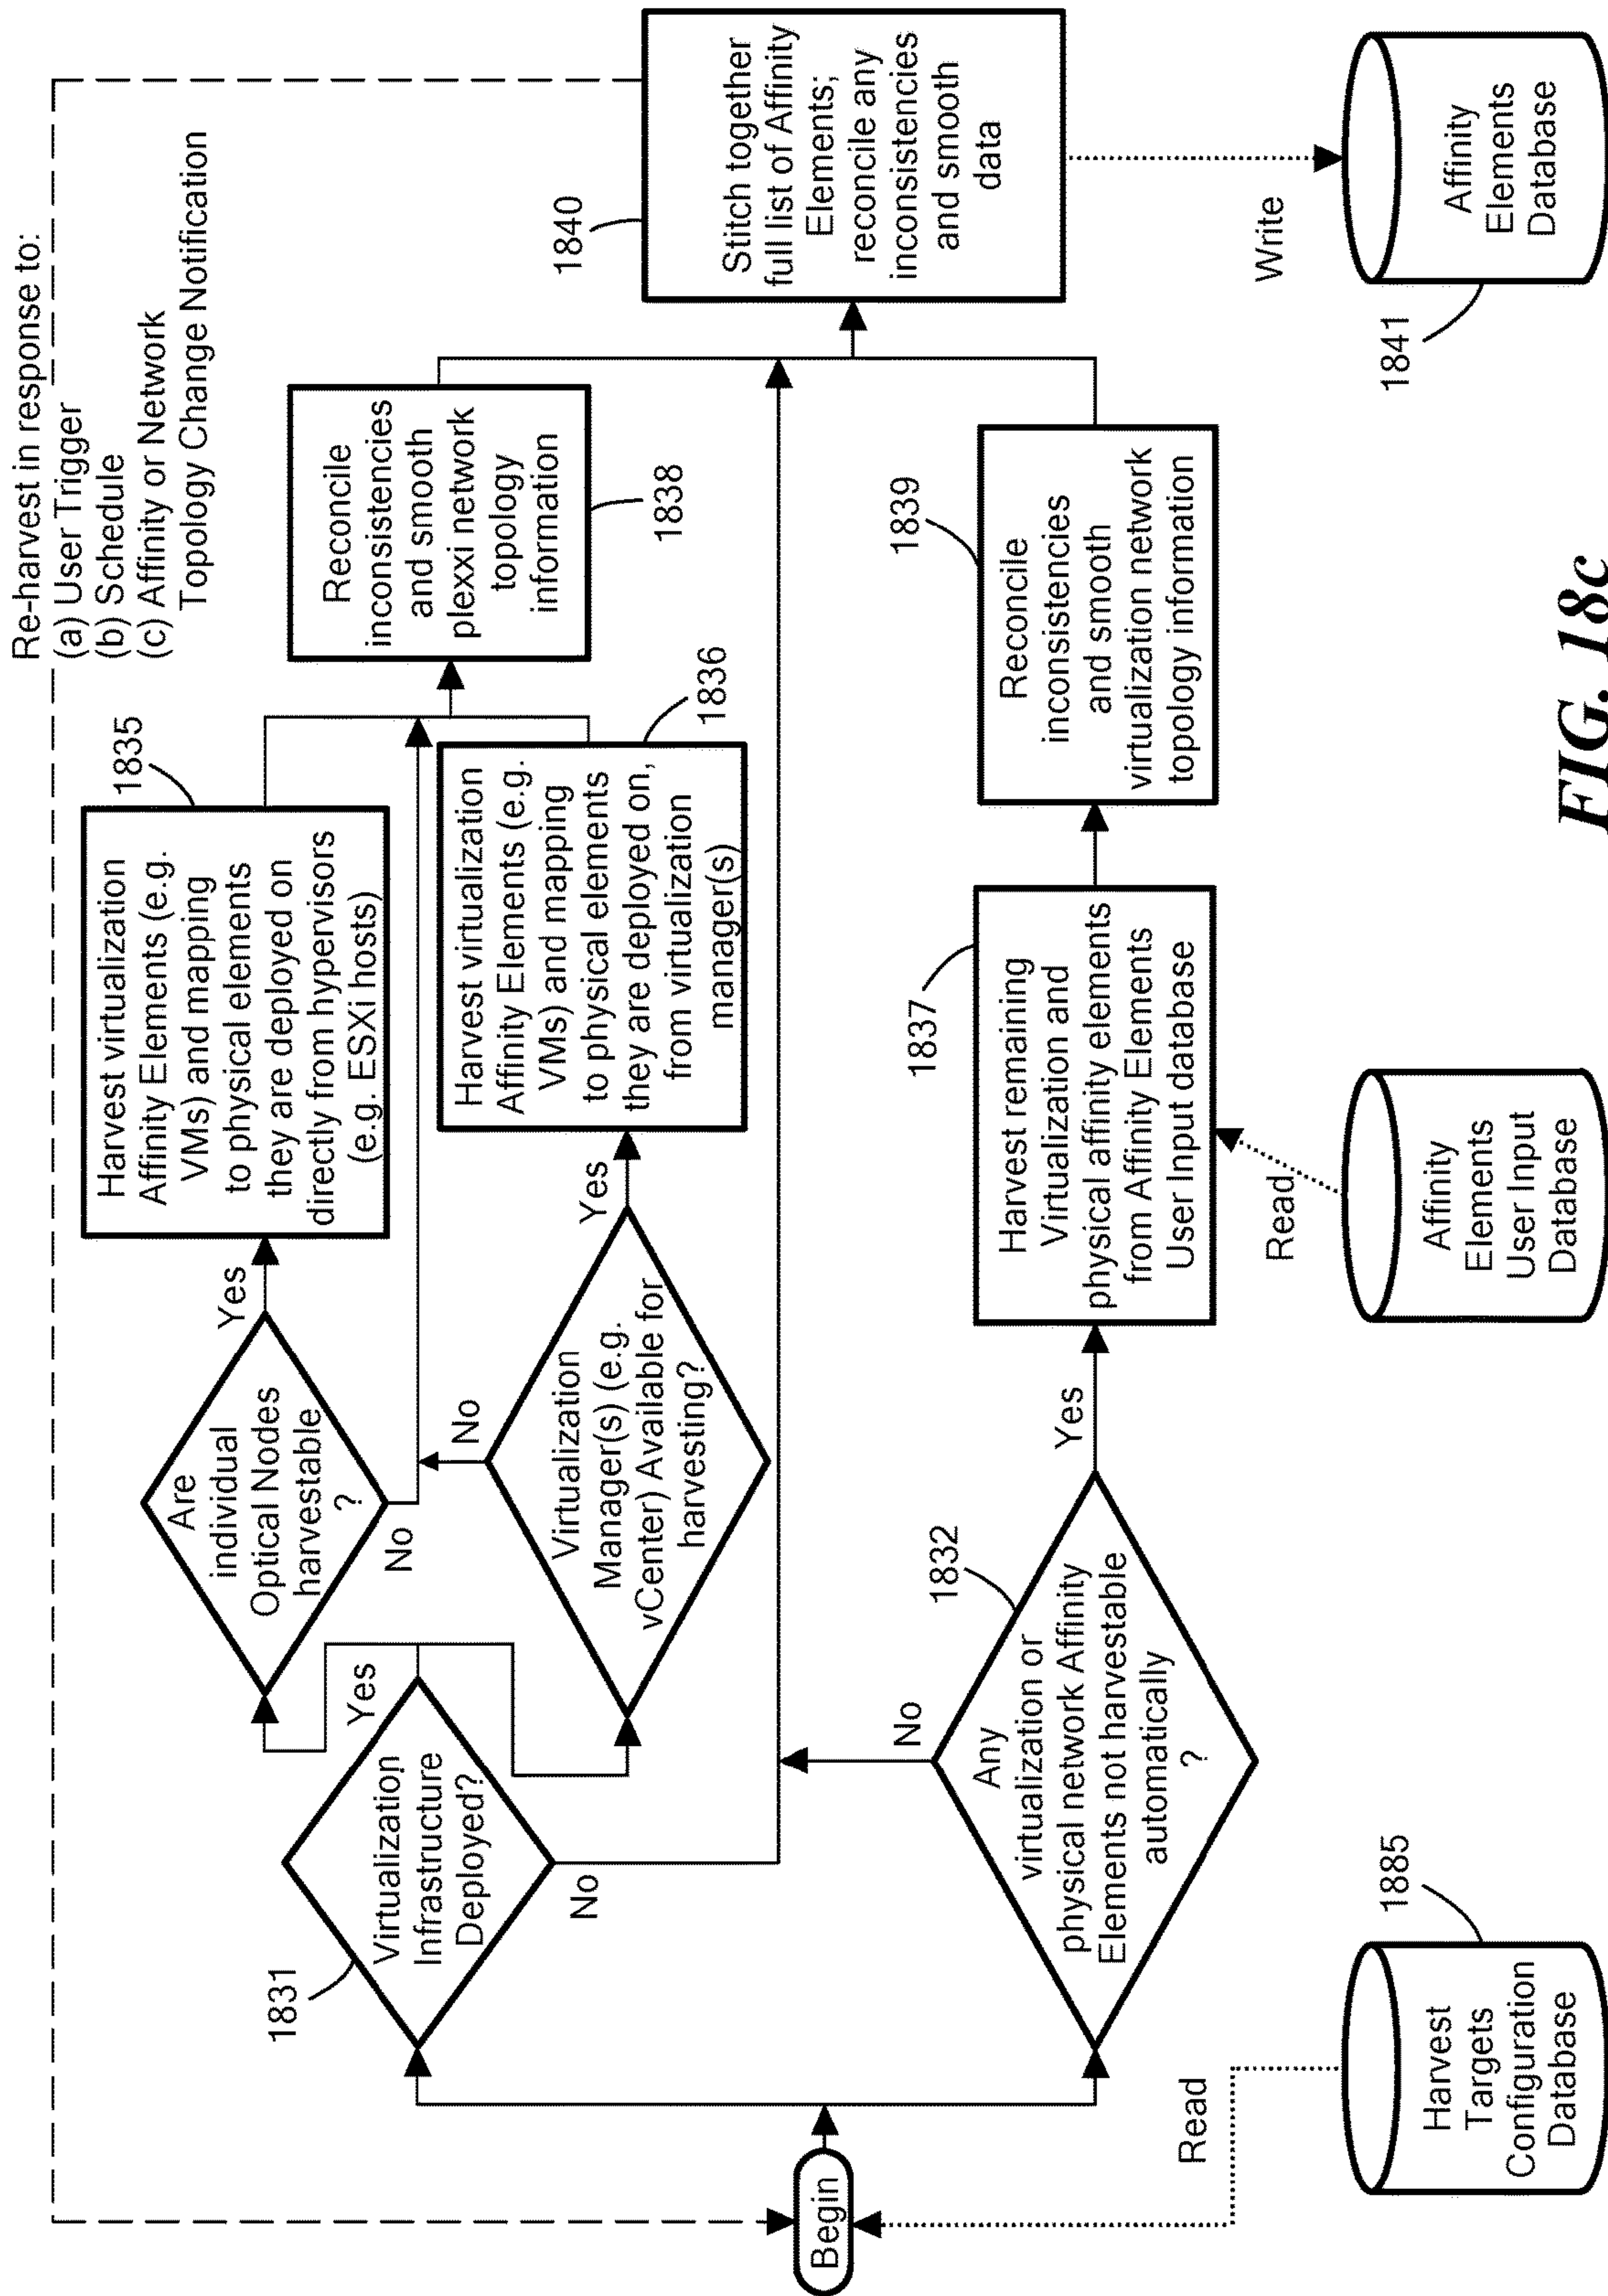 Re-harvest in response to:
(a) User Trigger
(b) Schedule
(c) Affinity or Network
Topology Change Notification
Begin
Read
Harvest
Targets
Configuration
Database
1885
1831
Virtualization
Infrastructure
Deployed?
Yes
No
Are
individual
Optical Nodes
harvestable
?
Yes
No
1835
Harvest virtualization
Affinity Elements (e.g.
VMs) and mapping
to physical elements
they are deployed on
directly from hypervisors
(e.g. ESXi hosts)
Virtualization
Manager(s) (e.g.
vCenter) Available for
harvesting?
No
Yes
1836
Harvest virtualization
Affinity Elements (e.g.
VMs) and mapping
to physical elements
they are deployed on,
from virtualization
manager(s)
1838
Reconcile
inconsistencies
and smooth
plexxi network
topology
information
1832
Any
virtualization or
physical network Affinity
Elements not harvestable
automatically
?
No
Yes
1837
Harvest remaining
Virtualization and
physical affinity elements
from Affinity Elements
User Input database
Read
Affinity
Elements
User Input
Database
1839
Reconcile
inconsistencies
and smooth
virtualization network
topology information
1840
Stitch together
full list of Affinity
Elements;
reconcile any
inconsistencies
and smooth
data
Write
1841
Affinity
Elements
Database
FIG. 18c